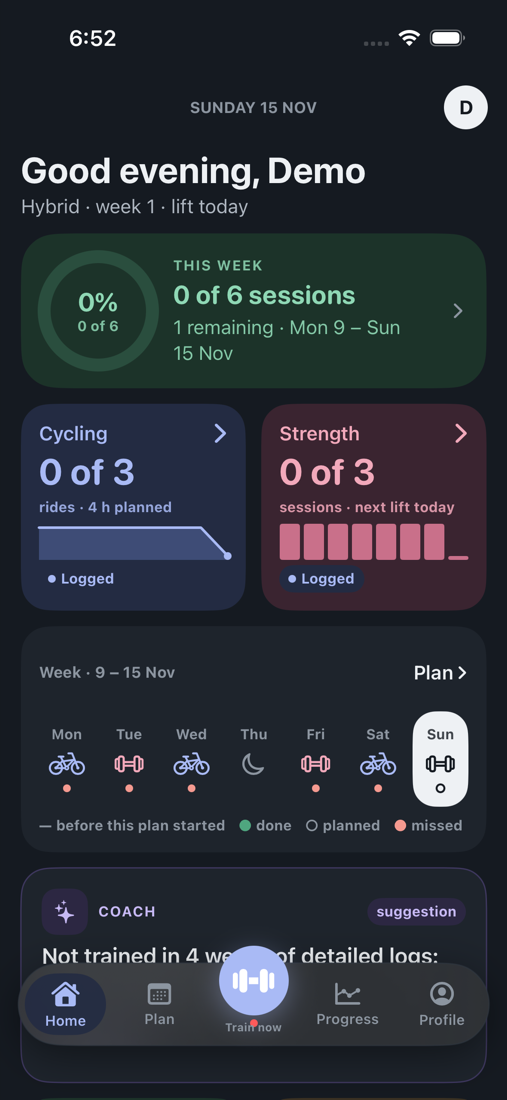 6:52
SUNDAY 15 NOV
D
Good evening, Demo
Hybrid · week 1 · lift today
THIS WEEK
0%
0 of 6
0 of 6 sessions
1 remaining · Mon 9 – Sun
15 Nov
Cycling
0 of 3
rides · 4 h planned
Logged
Strength
0 of 3
sessions · next lift today
Logged
Week · 9 – 15 Nov
Plan
Mon Tue Wed Thu Fri Sat Sun
— before this plan started done planned missed
COACH
suggestion
Not trained in 4 of detailed logs:
Home
Plan
Train now
Progress
Profile